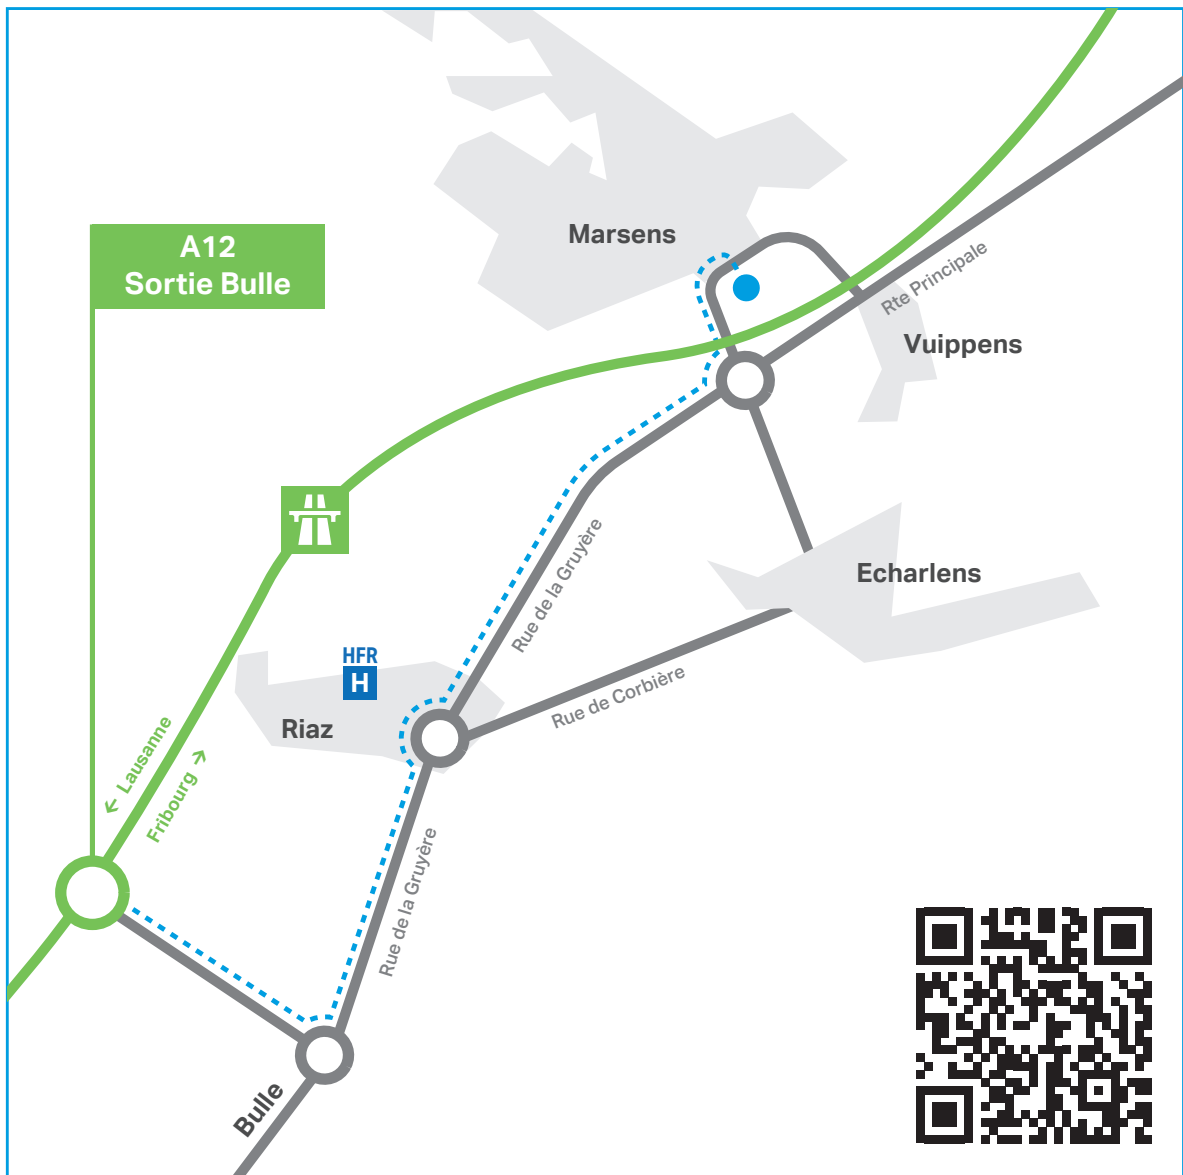 A12
Sortie Bulle
Marsens
Rte Principale
Vuippens
Rue de la Gruyère
Echarlens
HFR
H
Riaz
Rue de Corbière
← Lausanne
Fribourg →
Rue de la Gruyère
Bulle